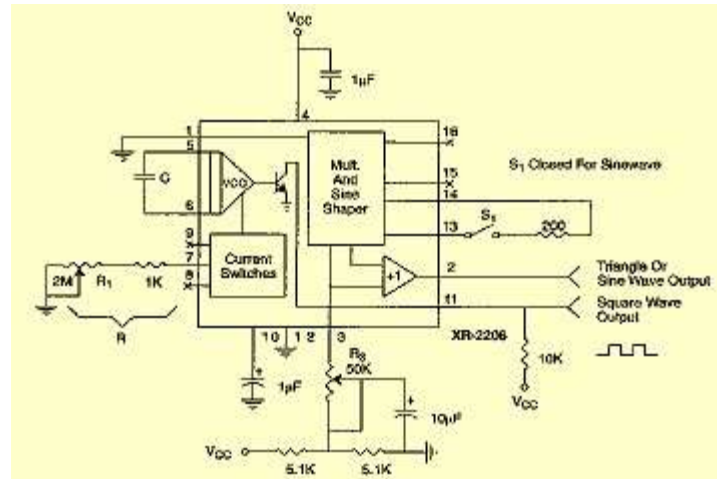 VCC
1µF
4
1
16
5
S1 Closed For Sinewave
Mult. And Sine Shaper
15
14
C
VCO
S1
200
6
13
9
Current Switches
+1
2
Triangle Or Sine Wave Output
7
2M
R1
1K
8
11
Square Wave Output
R
10
12
3
XR-2206
1µF
R3
50K
10K
10µF
VCC
VCC
5.1K
5.1K